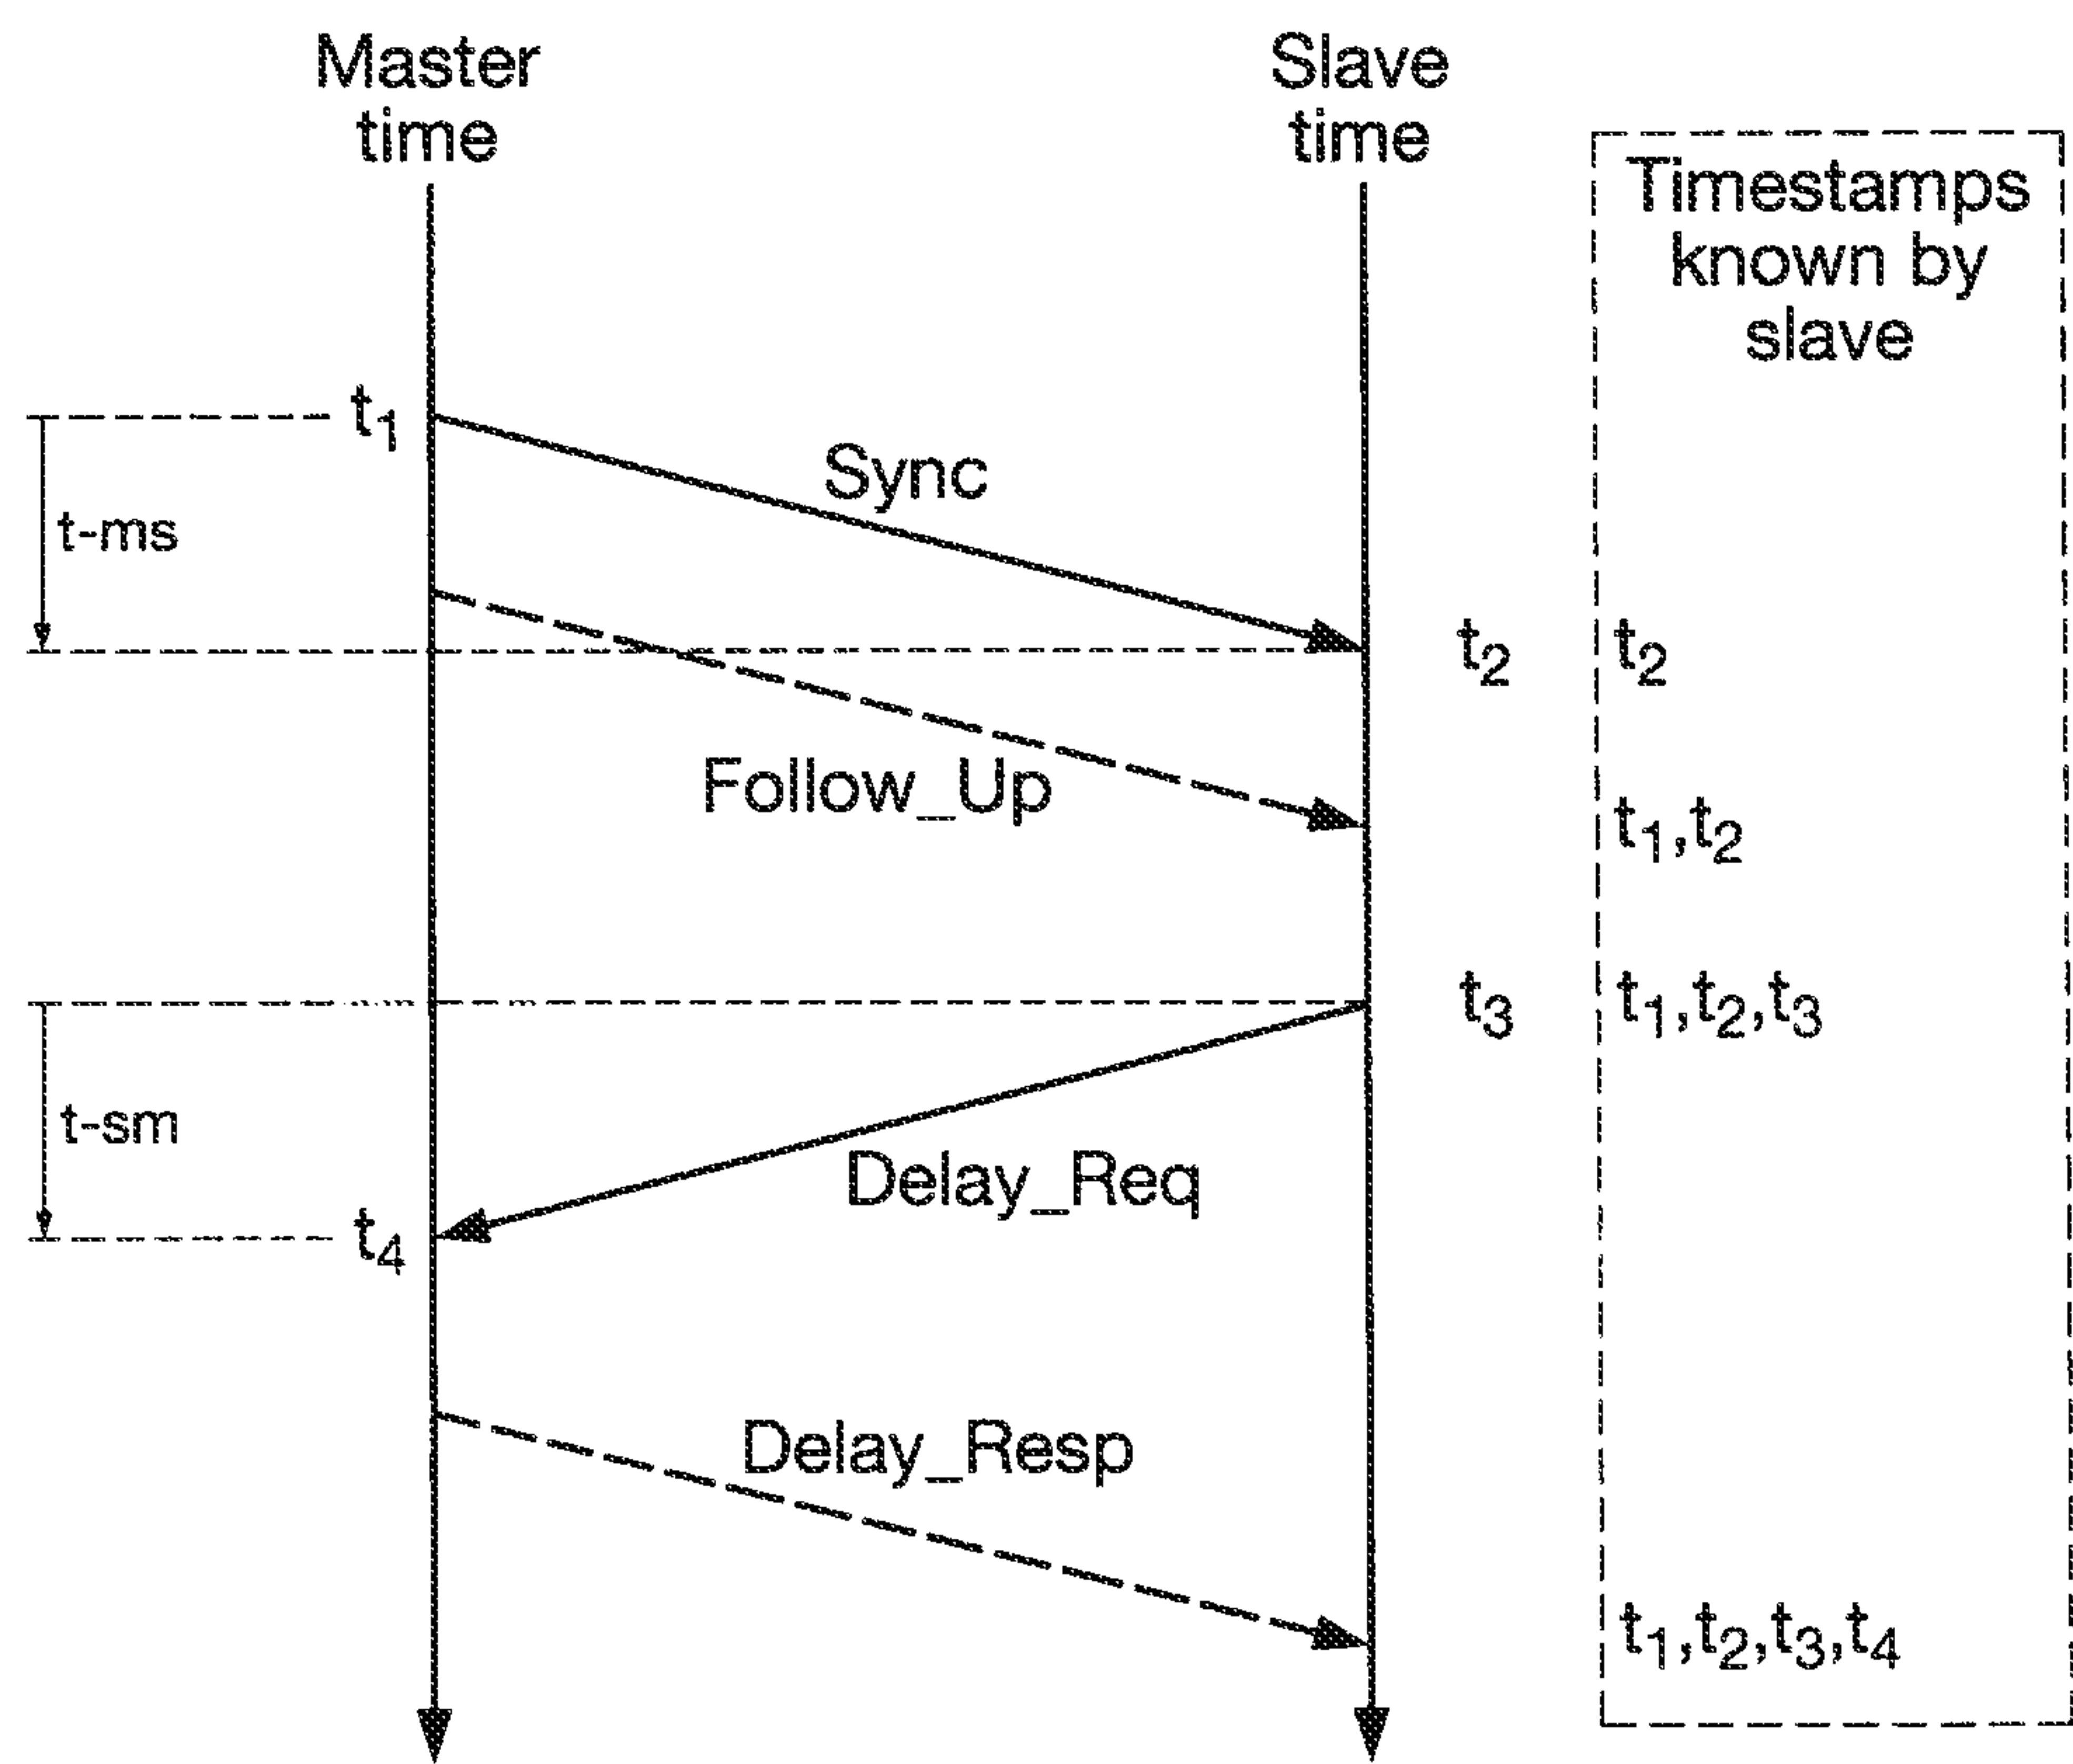 Master
time
Slave
time
Timestamps
known by
slave
t1
Sync
t-ms
t2
t2
Follow_Up
t1,t2
t3
t1,t2,t3
t-sm
Delay_Req
t4
Delay_Resp
t1,t2,t3,t4